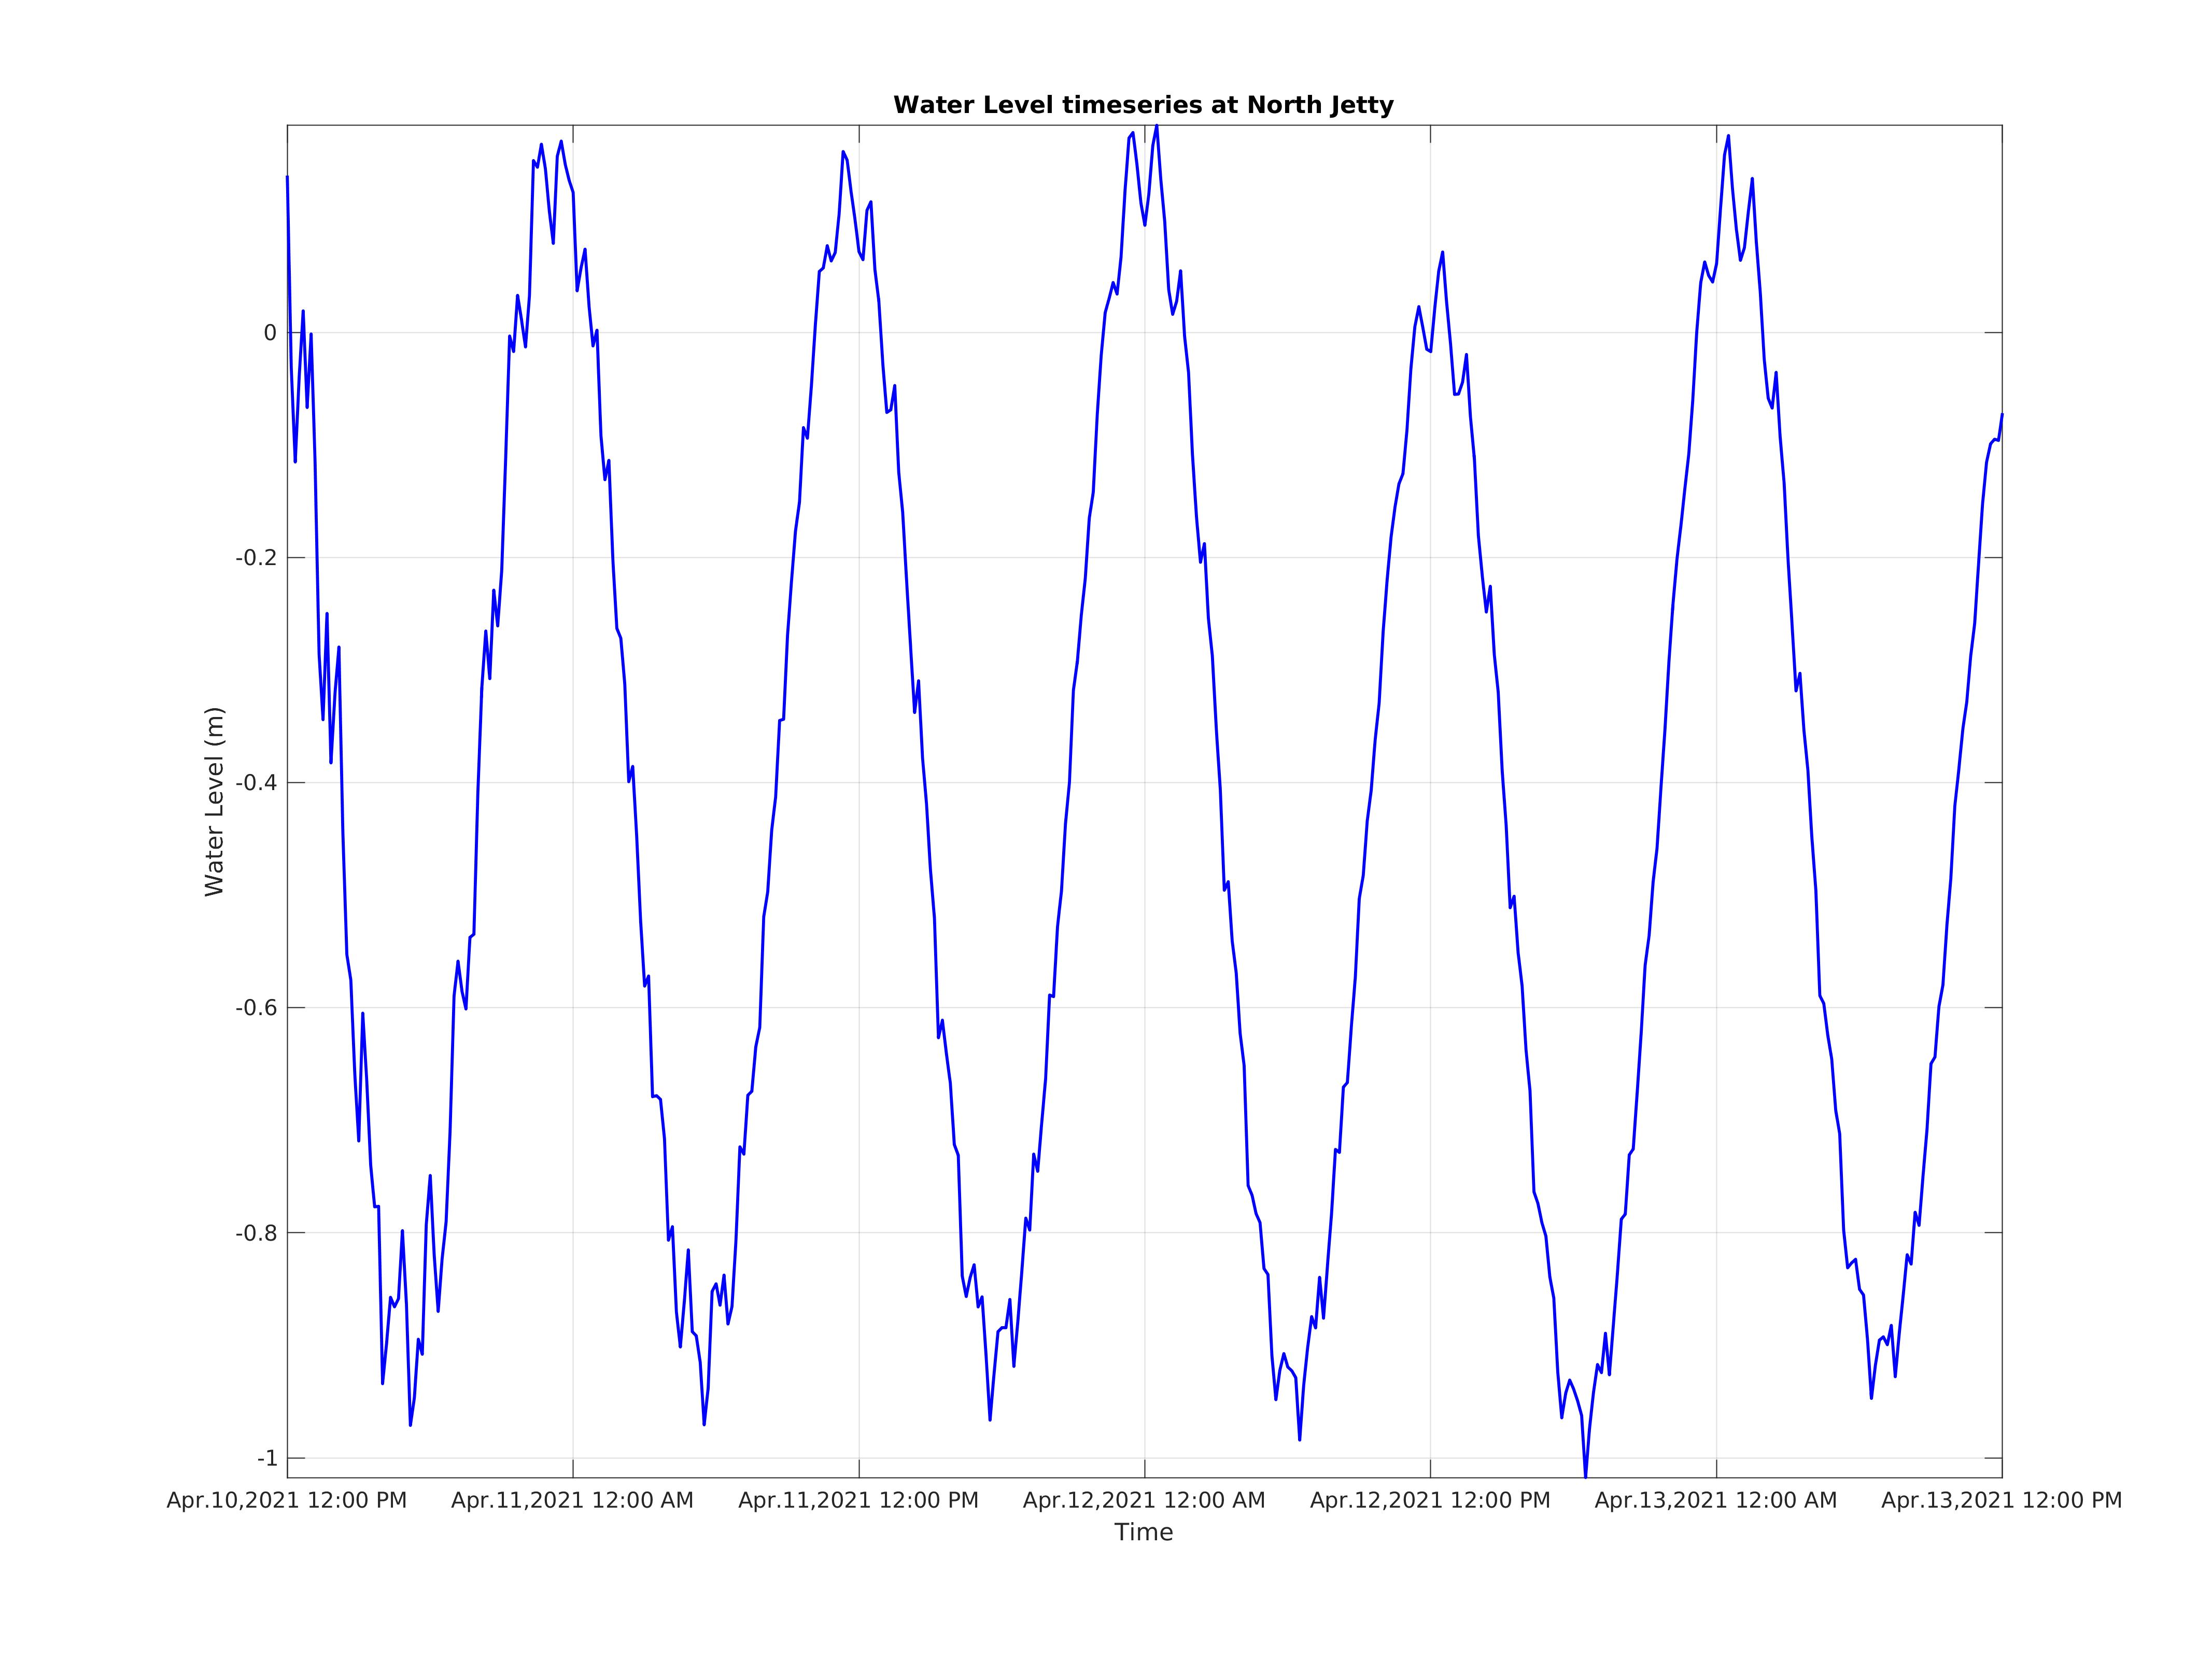 Water Level timeseries at North Jetty
0
-0.2
-0.4
-0.6
-0.8
-1
Water Level (m)
Apr.10,2021 12:00 PM
Apr.11,2021 12:00 AM
Apr.11,2021 12:00 PM
Apr.12,2021 12:00 AM
Apr.12,2021 12:00 PM
Apr.13,2021 12:00 AM
Apr.13,2021 12:00 PM
Time